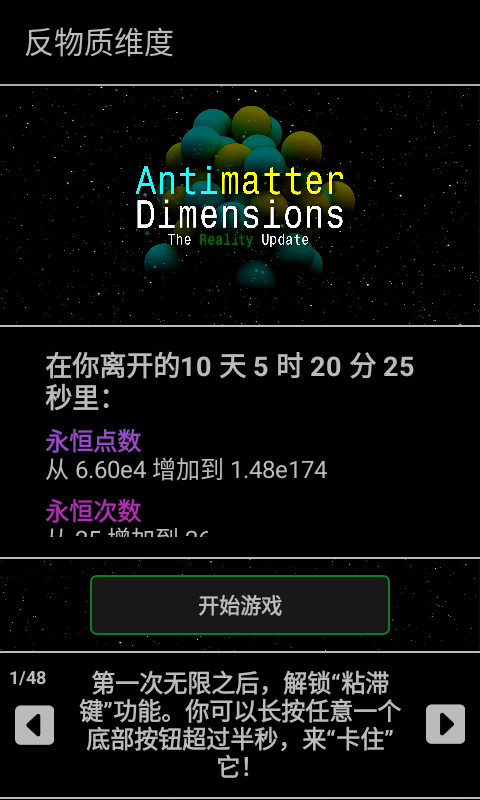 反物质维度
Antimatter
Dimensions
The Reality Update
在你离开的10 天 5 时 20 分 25
秒里：
永恒点数
从 6.60e4 增加到 1.48e174
永恒次数
开始游戏
1/48
第一次无限之后，解锁“粘滞
键”功能。你可以长按任意一个
底部按钮超过半秒，来“卡住”
它！